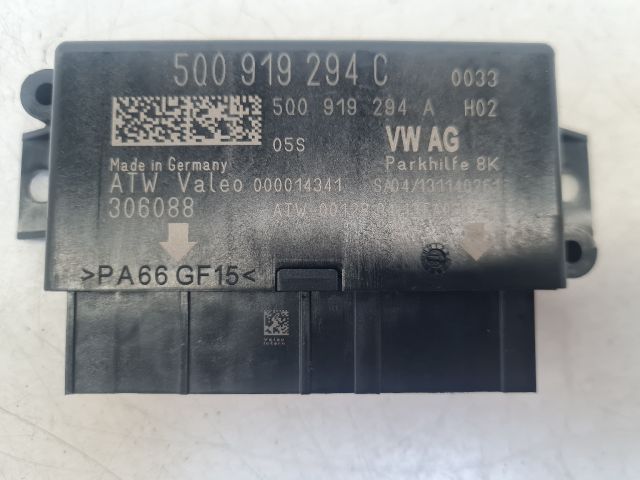 5Q0 919 294 C 0033
5Q0 919 294 A H02
05S VW AG
Made in Germany Parkhilfe 8K
ATW Valeo 000014341
306088
>PA66 GF15<
Valeo